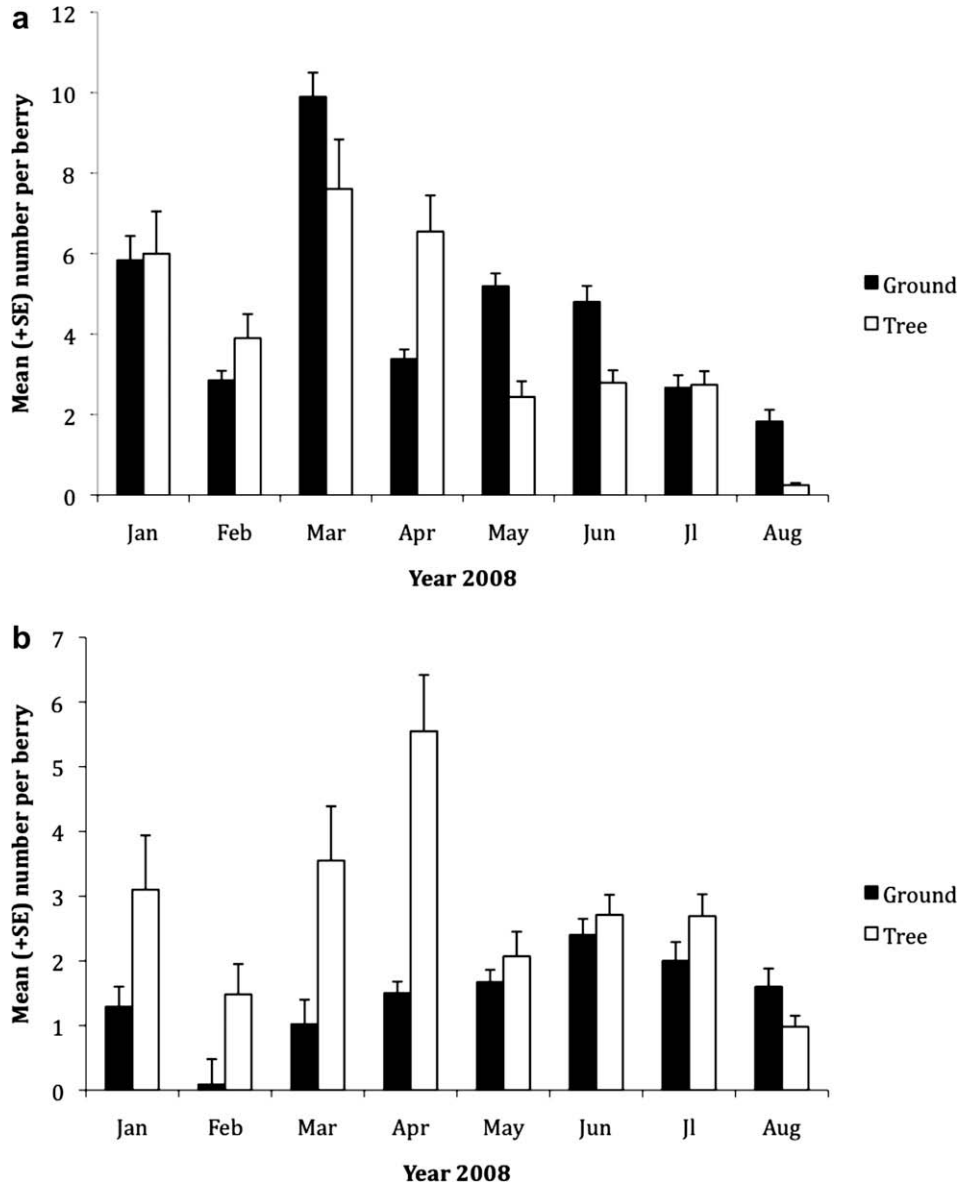 a
12
10
8
6
4
2
0
Mean (+SE) number per berry
Jan Feb Mar Apr May Jun Jl Aug
Year 2008
Ground
Tree
b
7
6
5
4
3
2
1
0
Mean (+SE) number per berry
Jan Feb Mar Apr May Jun Jl Aug
Year 2008
Ground
Tree